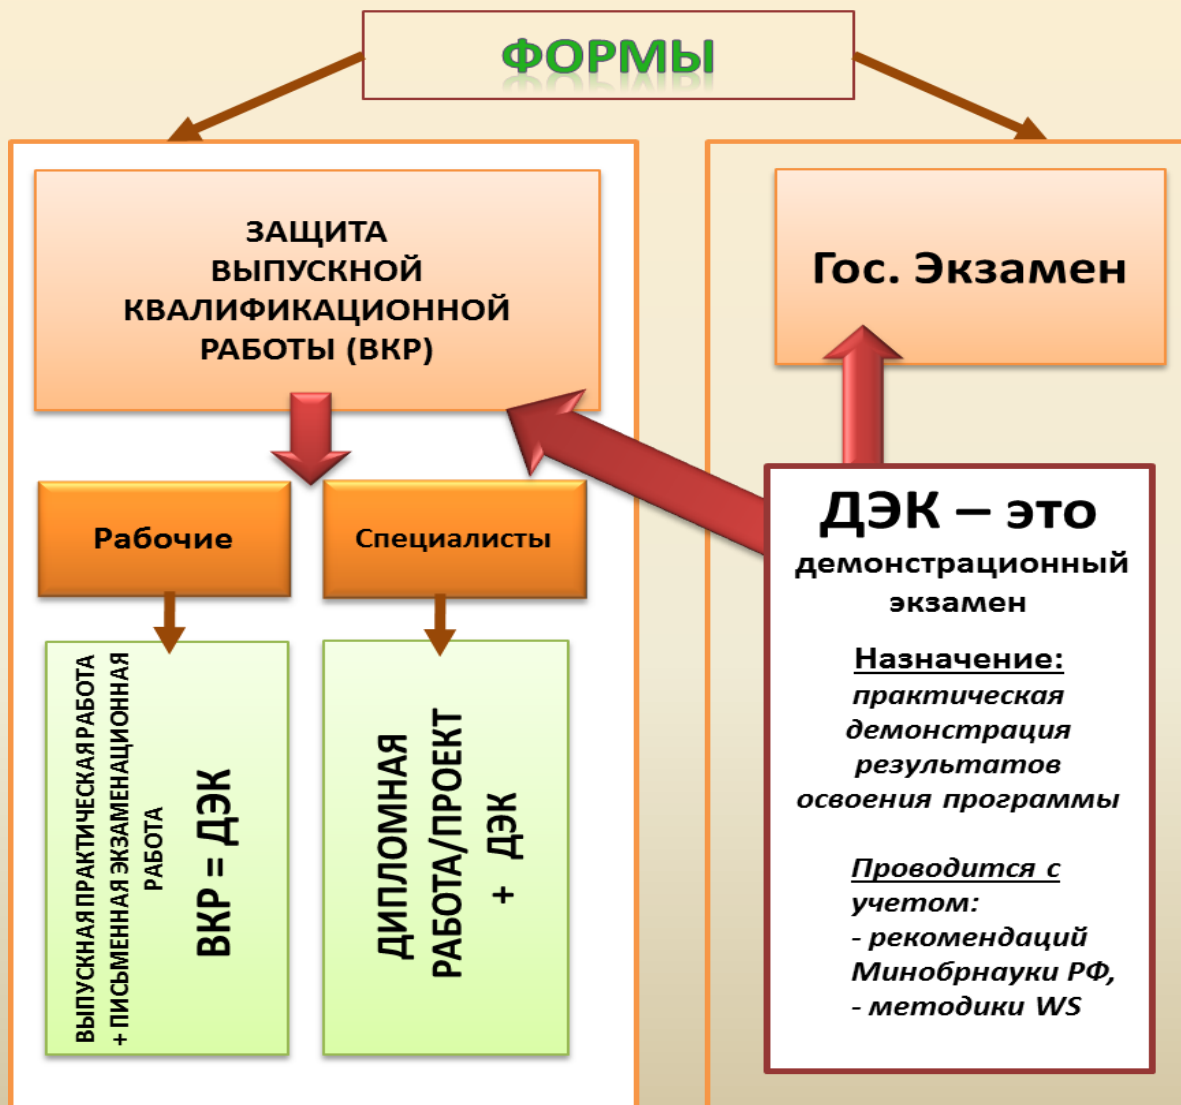 ФОРМЫ
ЗАЩИТА
ВЫПУСКНОЙ
КВАЛИФИКАЦИОННОЙ
РАБОТЫ (ВКР)
Рабочие
Специалисты
ВЫПУСКНАЯ ПРАКТИЧЕСКАЯ РАБОТА
+ ПИСЬМЕННАЯ ЭКЗАМЕНАЦИОННАЯ
РАБОТА
ВКР = ДЭК
ДИПЛОМНАЯ
РАБОТА/ПРОЕКТ
+ ДЭК
Гос. Экзамен
ДЭК – это
демонстрационный
экзамен
Назначение:
практическая
демонстрация
результатов
освоения программы
Проводится с
учетом:
- рекомендаций
Минобрнауки РФ,
- методики WS